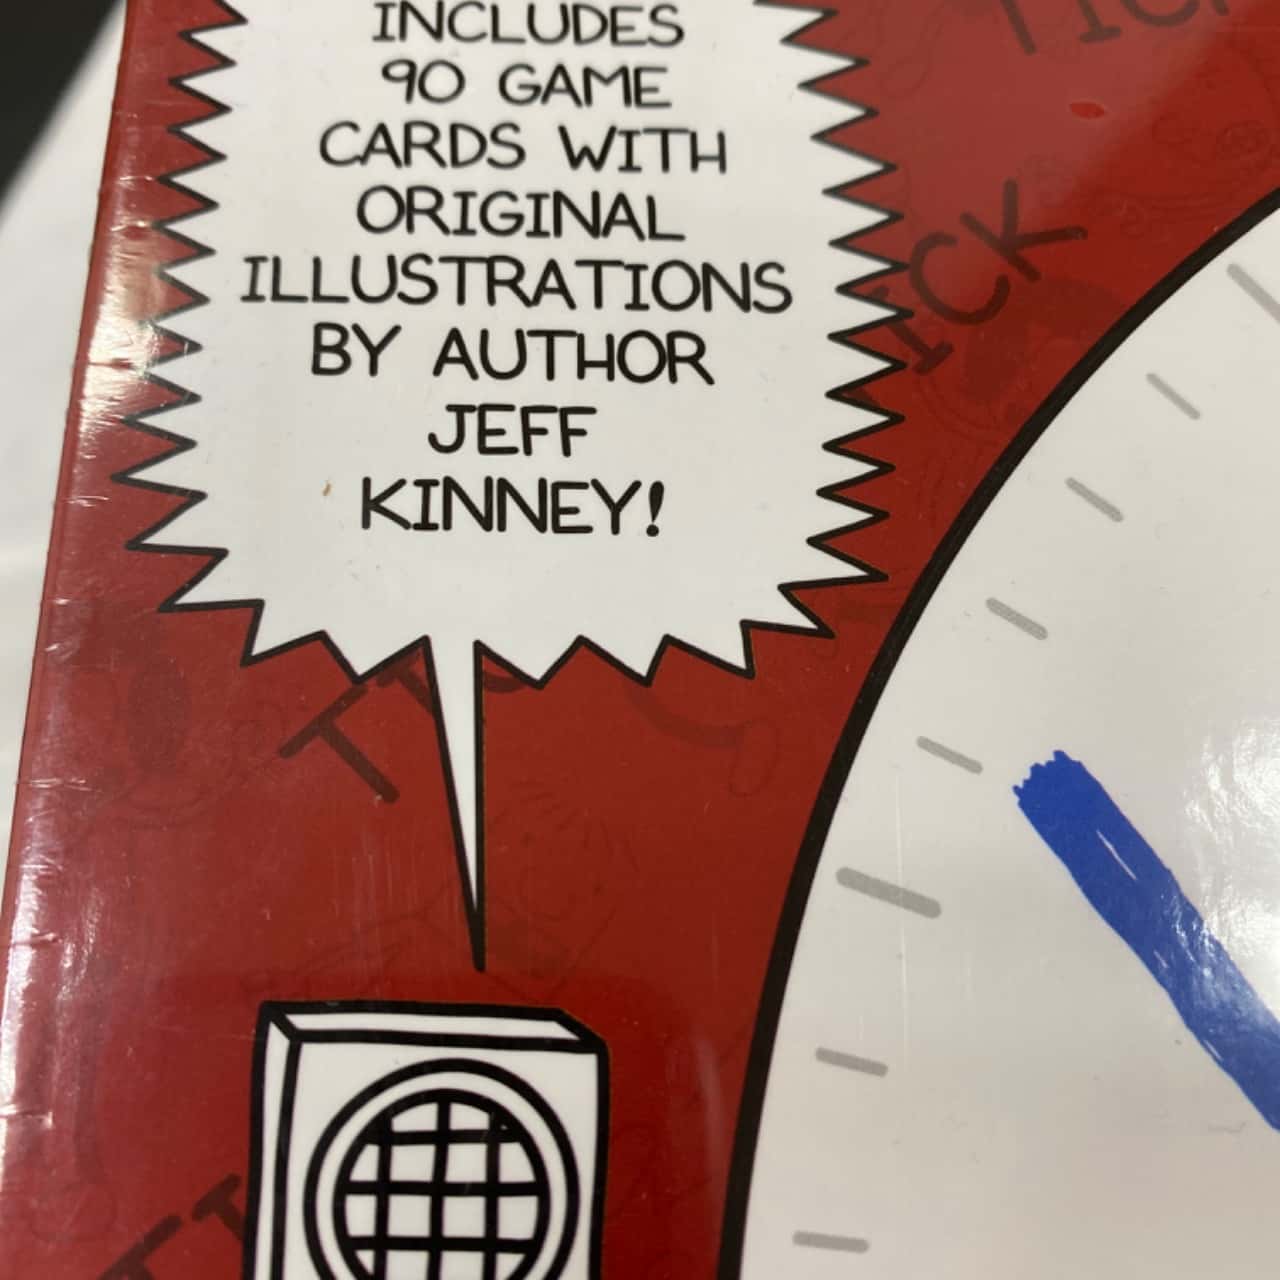 INCLUDES
90 GAME
CARDS WITH
ORIGINAL
ILLUSTRATIONS
BY AUTHOR
JEFF
KINNEY!